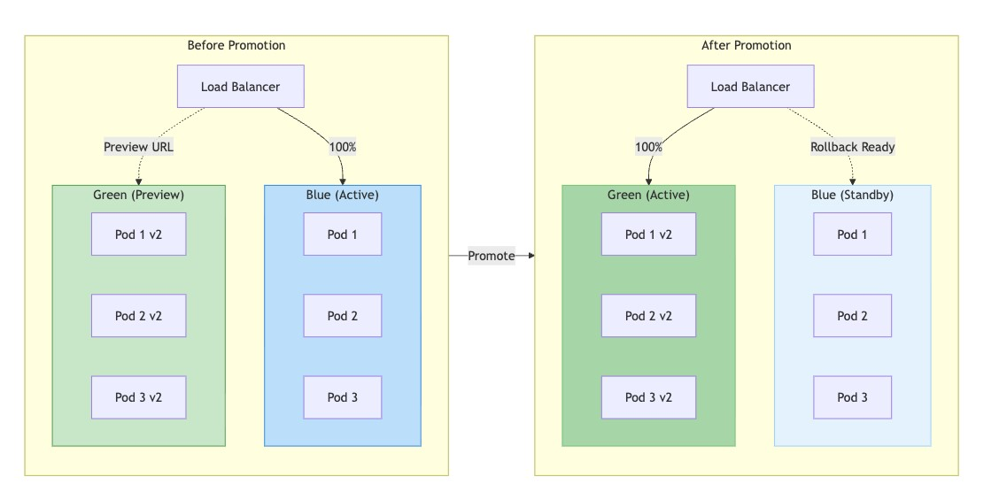 Before Promotion
Load Balancer
Preview URL
100%
Green (Preview)
Pod 1 v2
Pod 2 v2
Pod 3 v2
Blue (Active)
Pod 1
Pod 2
Pod 3
Promote
After Promotion
Load Balancer
100%
Rollback Ready
Green (Active)
Pod 1 v2
Pod 2 v2
Pod 3 v2
Blue (Standby)
Pod 1
Pod 2
Pod 3